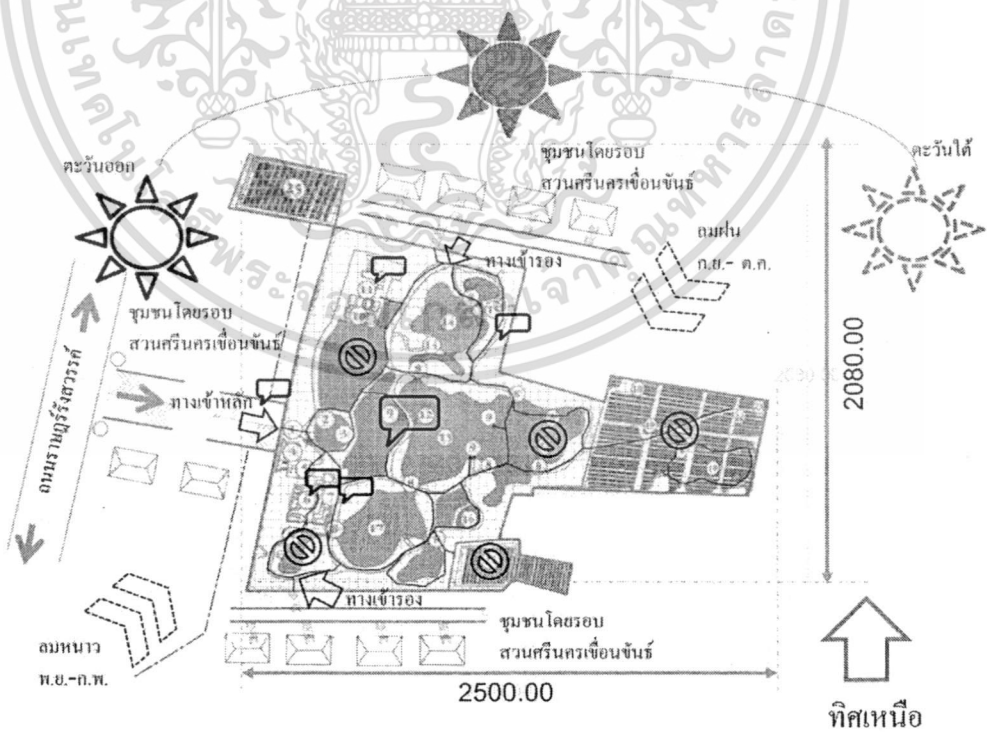 ตะวันออก
ตะวันใต้
ชุมชนโดยรอบ
สวนศรีนครเขื่อนขันธ์
ลมฝน
ก.ย.- ต.ค.
ทางเข้ารอง
ชุมชนโดยรอบ
สวนศรีนครเขื่อนขันธ์
ถนนราษฎร์รังสวรรค์
ทางเข้าหลัก
2080.00
ทางเข้ารอง
ชุมชนโดยรอบ
สวนศรีนครเขื่อนขันธ์
ลมหนาว
พ.ย.-ก.พ.
2500.00
ทิศเหนือ